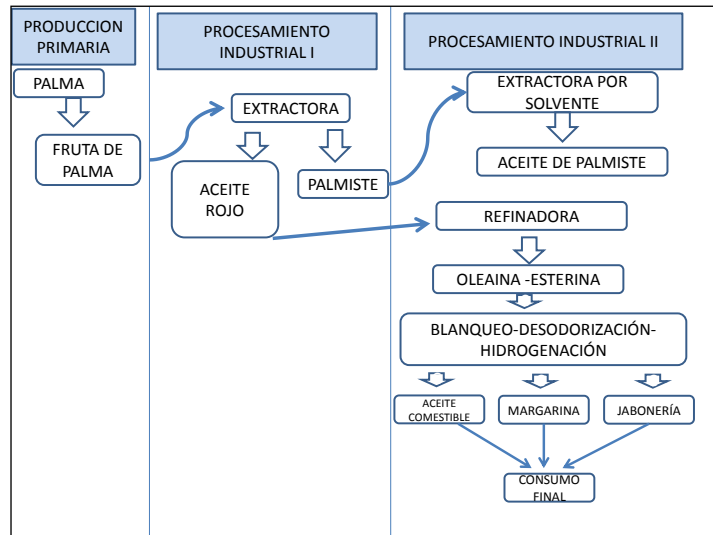 PRODUCCION
PRIMARIA
PALMA
FRUTA DE
PALMA
PROCESAMIENTO
INDUSTRIAL I
EXTRACTORA
ACEITE
ROJO
PALMISTE
PROCESAMIENTO INDUSTRIAL II
EXTRACTORA POR
SOLVENTE
ACEITE DE PALMISTE
REFINADORA
OLEAINA -ESTERINA
BLANQUEO-DESODORIZACIÓN-
HIDROGENACIÓN
ACEITE
COMESTIBLE
MARGARINA
JABONERÍA
CONSUMO
FINAL